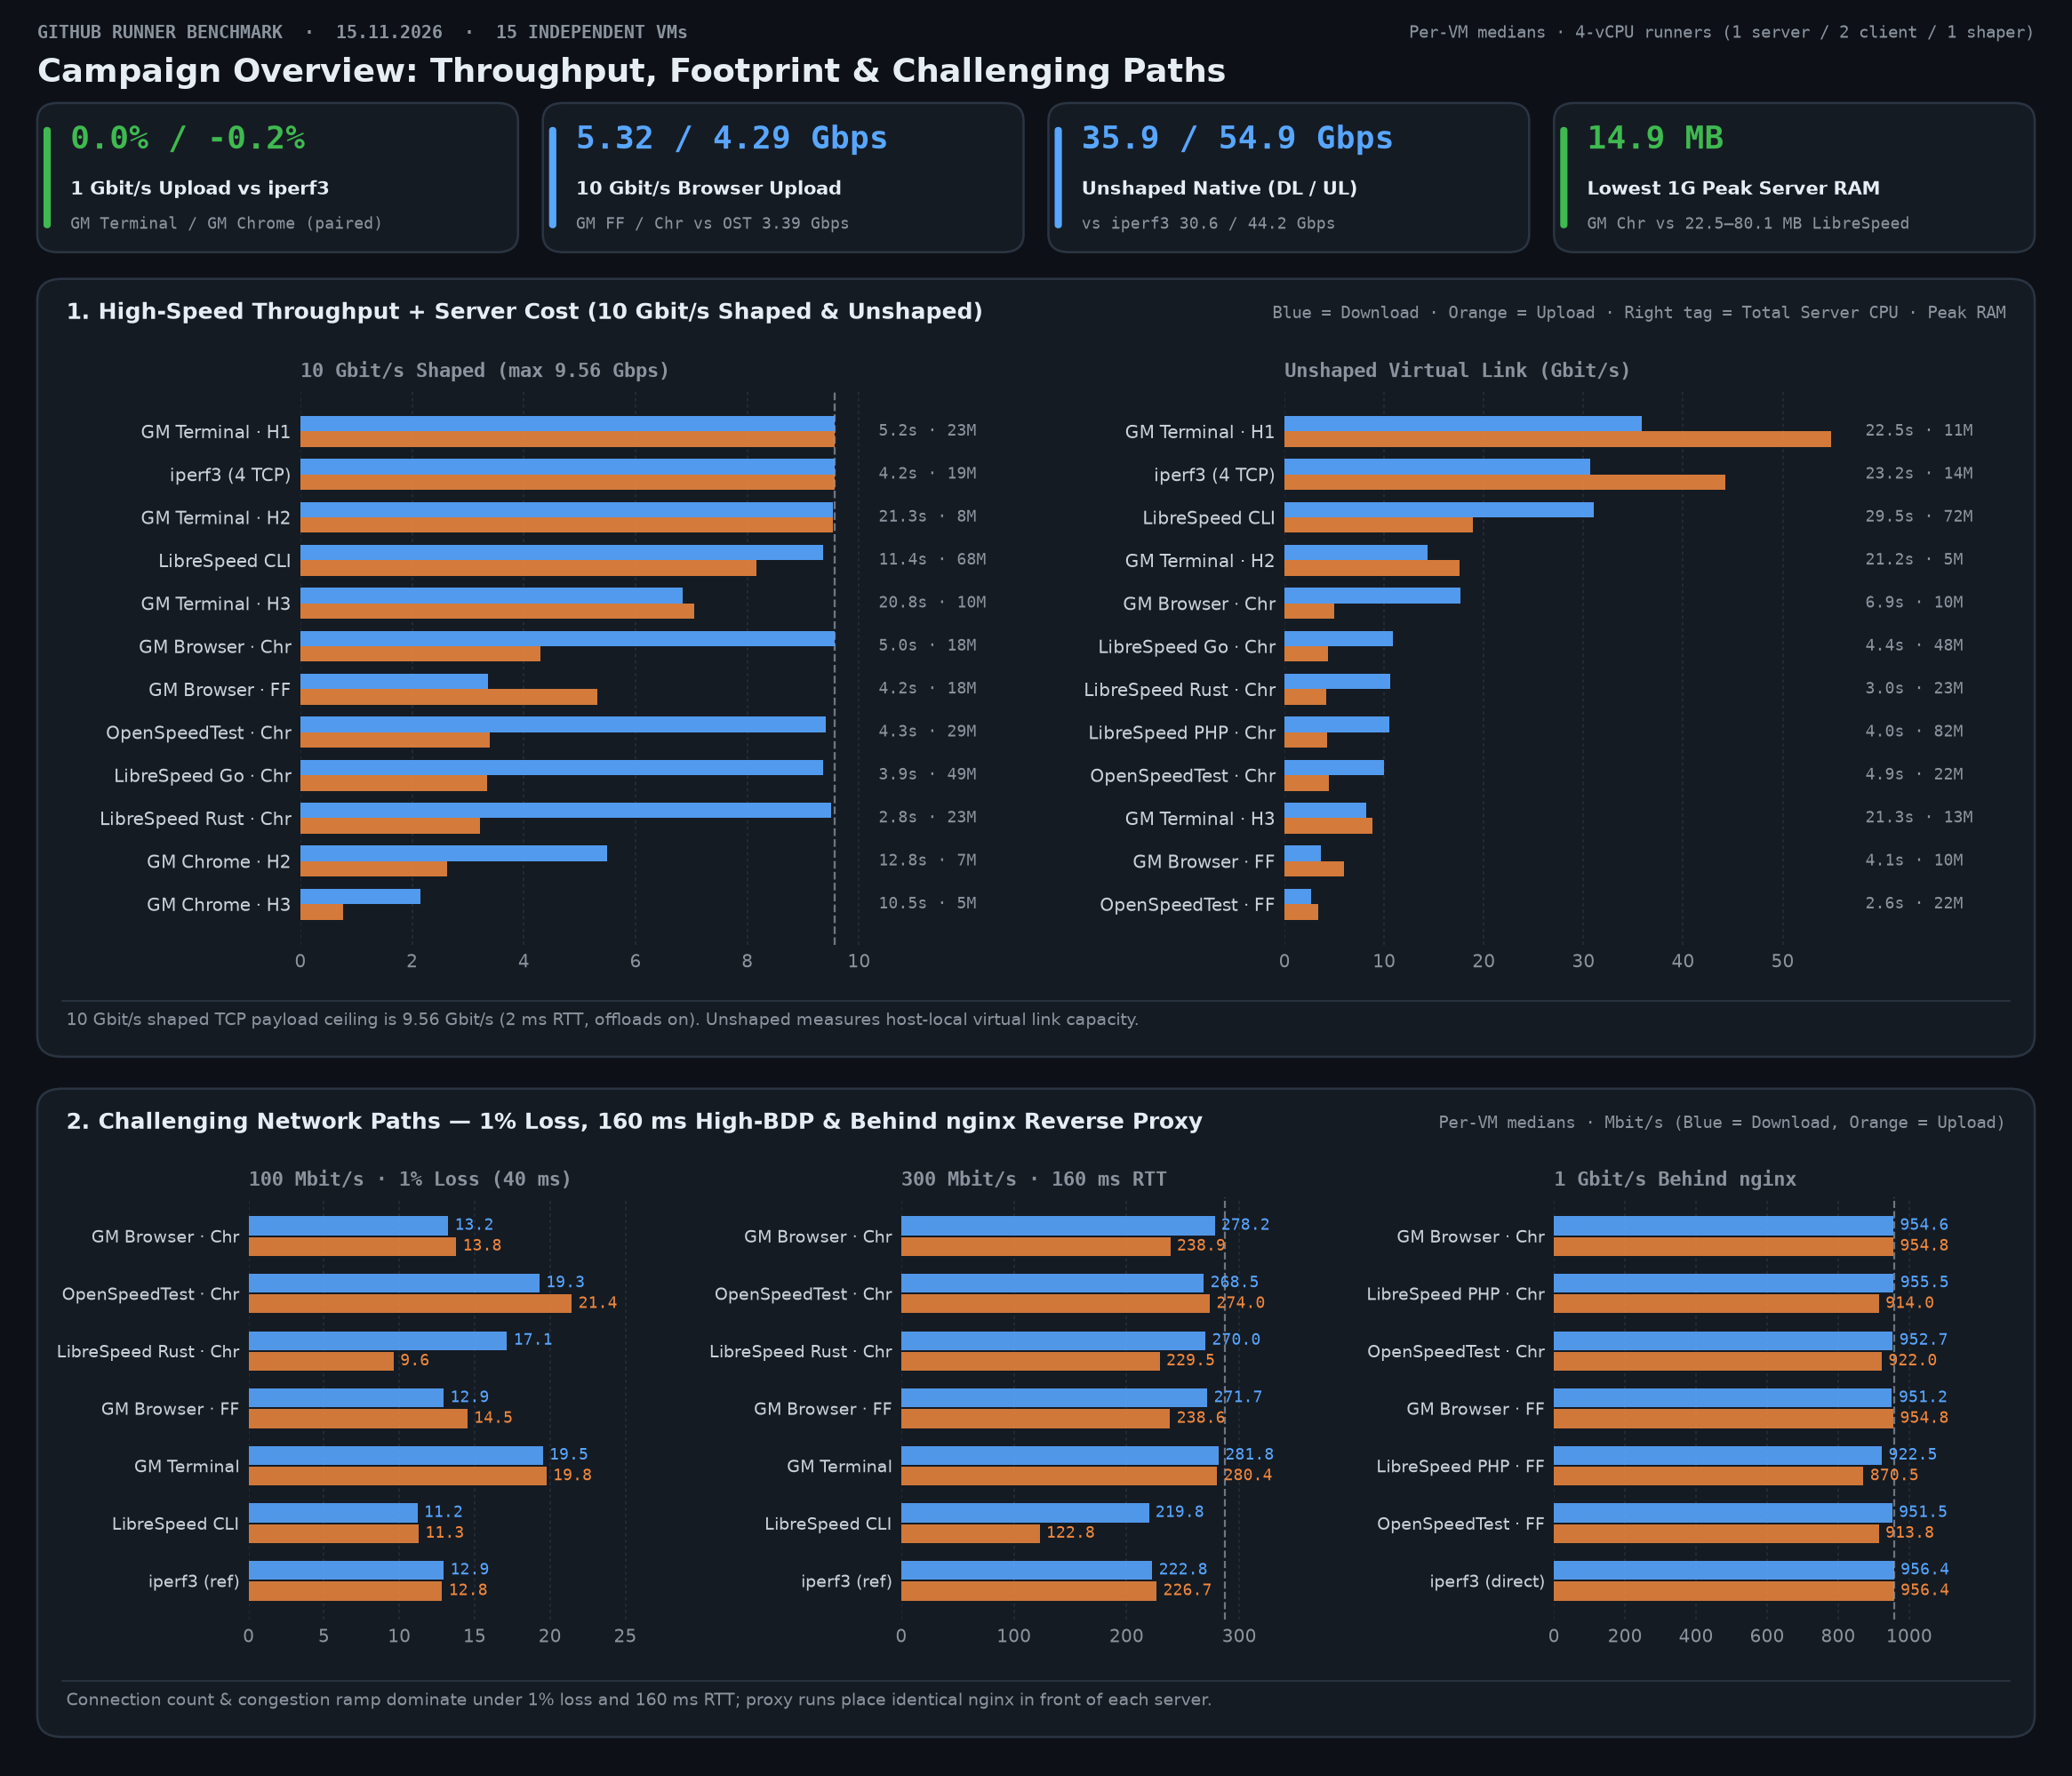 GITHUB RUNNER BENCHMARK · 15.11.2026 · 15 INDEPENDENT VMs
Per-VM medians · 4-vCPU runners (1 server / 2 client / 1 shaper)
Campaign Overview: Throughput, Footprint & Challenging Paths
0.0% / -0.2%
1 Gbit/s Upload vs iperf3
GM Terminal / GM Chrome (paired)
5.32 / 4.29 Gbps
10 Gbit/s Browser Upload
GM FF / Chr vs OST 3.39 Gbps
35.9 / 54.9 Gbps
Unshaped Native (DL / UL)
vs iperf3 30.6 / 44.2 Gbps
14.9 MB
Lowest 1G Peak Server RAM
GM Chr vs 22.5–80.1 MB LibreSpeed
1. High-Speed Throughput + Server Cost (10 Gbit/s Shaped & Unshaped)
Blue = Download · Orange = Upload · Right tag = Total Server CPU · Peak RAM
10 Gbit/s Shaped (max 9.56 Gbps)
GM Terminal · H1 5.2s · 23M
iperf3 (4 TCP) 4.2s · 19M
GM Terminal · H2 21.3s · 8M
LibreSpeed CLI 11.4s · 68M
GM Terminal · H3 20.8s · 10M
GM Browser · Chr 5.0s · 18M
GM Browser · FF 4.2s · 18M
OpenSpeedTest · Chr 4.3s · 29M
LibreSpeed Go · Chr 3.9s · 49M
LibreSpeed Rust · Chr 2.8s · 23M
GM Chrome · H2 12.8s · 7M
GM Chrome · H3 10.5s · 5M
0 2 4 6 8 10
Unshaped Virtual Link (Gbit/s)
GM Terminal · H1 22.5s · 11M
iperf3 (4 TCP) 23.2s · 14M
LibreSpeed CLI 29.5s · 72M
GM Terminal · H2 21.2s · 5M
GM Browser · Chr 6.9s · 10M
LibreSpeed Go · Chr 4.4s · 48M
LibreSpeed Rust · Chr 3.0s · 23M
LibreSpeed PHP · Chr 4.0s · 82M
OpenSpeedTest · Chr 4.9s · 22M
GM Terminal · H3 21.3s · 13M
GM Browser · FF 4.1s · 10M
OpenSpeedTest · FF 2.6s · 22M
0 10 20 30 40 50
10 Gbit/s shaped TCP payload ceiling is 9.56 Gbit/s (2 ms RTT, offloads on). Unshaped measures host-local virtual link capacity.
2. Challenging Network Paths — 1% Loss, 160 ms High-BDP & Behind nginx Reverse Proxy
Per-VM medians · Mbit/s (Blue = Download, Orange = Upload)
100 Mbit/s · 1% Loss (40 ms)
GM Browser · Chr 13.2
13.8
OpenSpeedTest · Chr 19.3
21.4
LibreSpeed Rust · Chr 17.1
9.6
GM Browser · FF 12.9
14.5
GM Terminal 19.5
19.8
LibreSpeed CLI 11.2
11.3
iperf3 (ref) 12.9
12.8
0 5 10 15 20 25
300 Mbit/s · 160 ms RTT
GM Browser · Chr 278.2
238.9
OpenSpeedTest · Chr 268.5
274.0
LibreSpeed Rust · Chr 270.0
229.5
GM Browser · FF 271.7
238.6
GM Terminal 281.8
280.4
LibreSpeed CLI 219.8
122.8
iperf3 (ref) 222.8
226.7
0 100 200 300
1 Gbit/s Behind nginx
GM Browser · Chr 954.6
954.8
LibreSpeed PHP · Chr 955.5
914.0
OpenSpeedTest · Chr 952.7
922.0
GM Browser · FF 951.2
954.8
LibreSpeed PHP · FF 922.5
870.5
OpenSpeedTest · FF 951.5
913.8
iperf3 (direct) 956.4
956.4
0 200 400 600 800 1000
Connection count & congestion ramp dominate under 1% loss and 160 ms RTT; proxy runs place identical nginx in front of each server.